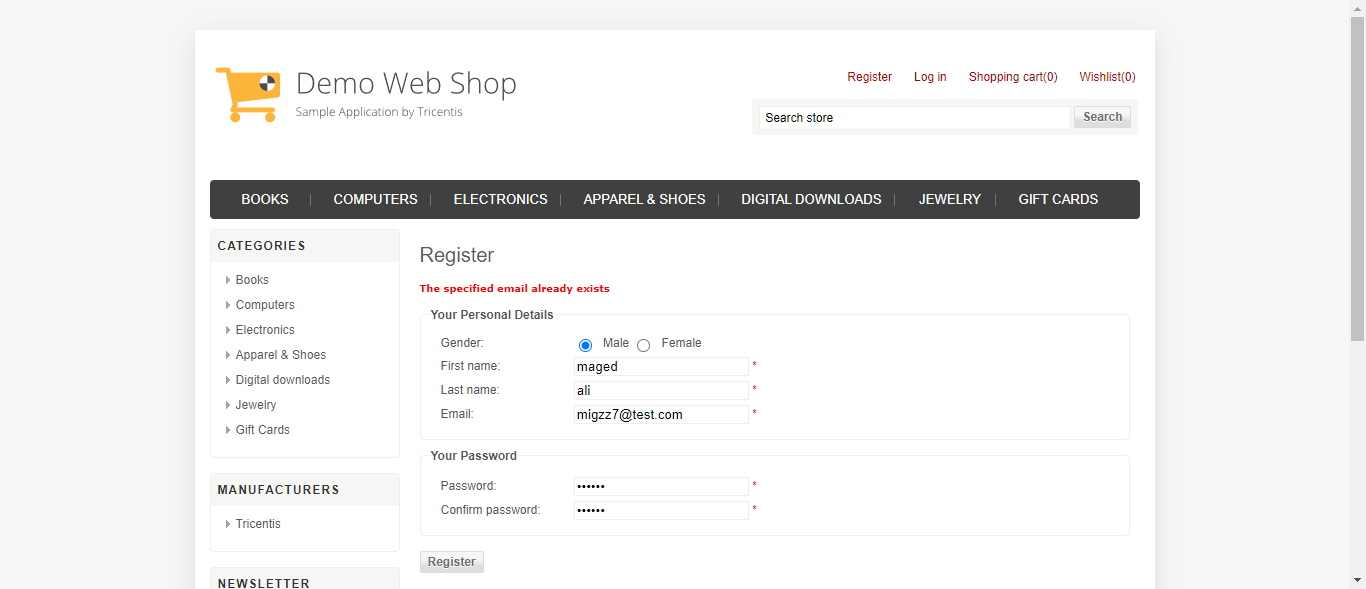 Demo Web Shop
Sample Application by Tricentis
Register Log in Shopping cart(0) Wishlist(0)
Search store Search
BOOKS COMPUTERS ELECTRONICS APPAREL & SHOES DIGITAL DOWNLOADS JEWELRY GIFT CARDS
CATEGORIES
Books
Computers
Electronics
Apparel & Shoes
Digital downloads
Jewelry
Gift Cards
MANUFACTURERS
Tricentis
NEWSLETTER
Register
The specified email already exists
Your Personal Details
Gender: Male Female
First name: maged *
Last name: ali *
Email: migzz7@test.com *
Your Password
Password: •••••• *
Confirm password: •••••• *
Register